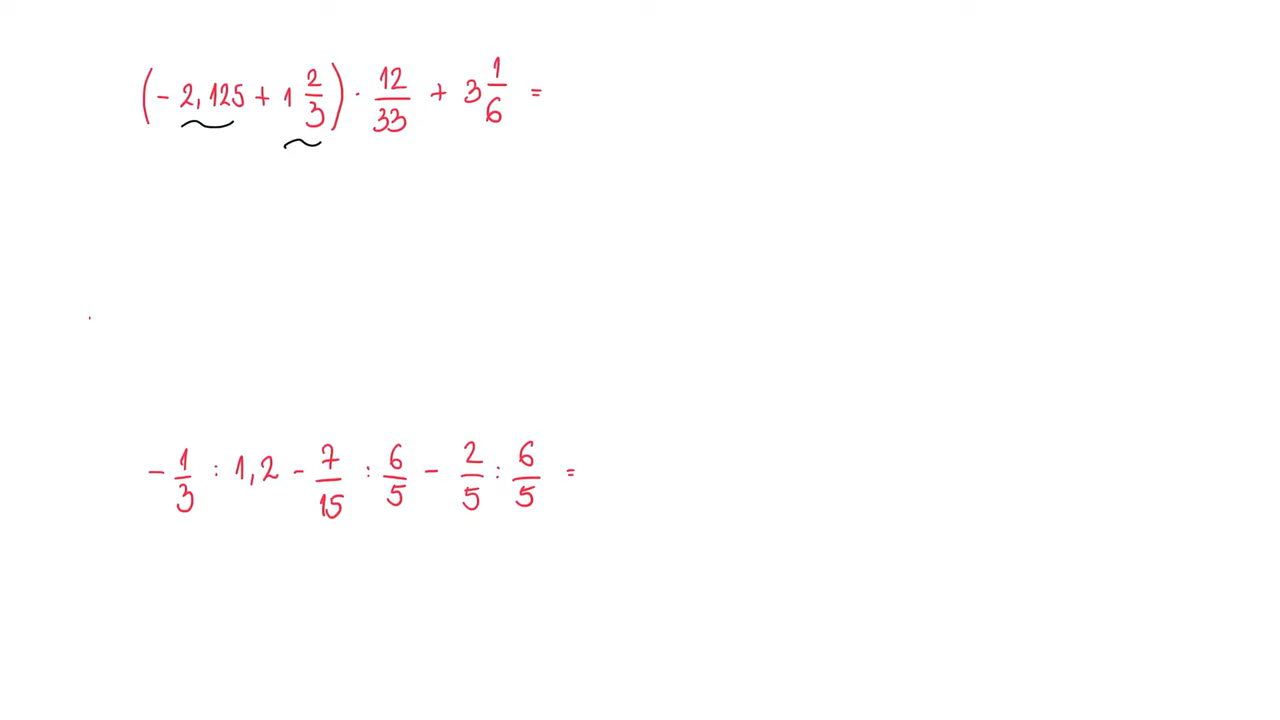 (- 2,125 + 1 2/3) · 12/33 + 3 1/6 =
- 1/3 : 1,2 - 7/15 : 6/5 - 2/5 : 6/5 =